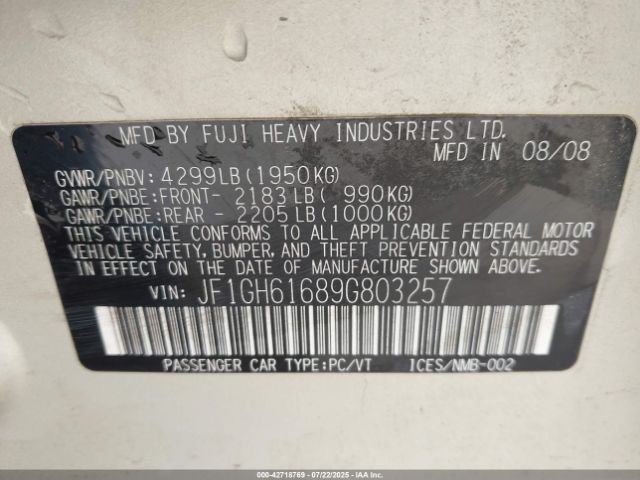 MFD BY FUJI HEAVY INDUSTRIES LTD.
MFD IN 08/08
GVWR/PNBV: 4299LB(1950KG)
GAWR/PNBE:FRONT- 2183LB( 990KG)
GAWR/PNBE:REAR - 2205LB(1000KG)
THIS VEHICLE CONFORMS TO ALL APPLICABLE FEDERAL MOTOR
VEHICLE SAFETY, BUMPER, AND THEFT PREVENTION STANDARDS
IN EFFECT ON THE DATE OF MANUFACTURE SHOWN ABOVE.
VIN: JF1GH61689G803257
PASSENGER CAR TYPE:PC/VT ICES/NMB-002
000-42718769 - 07/22/2025 - IAAI.CA